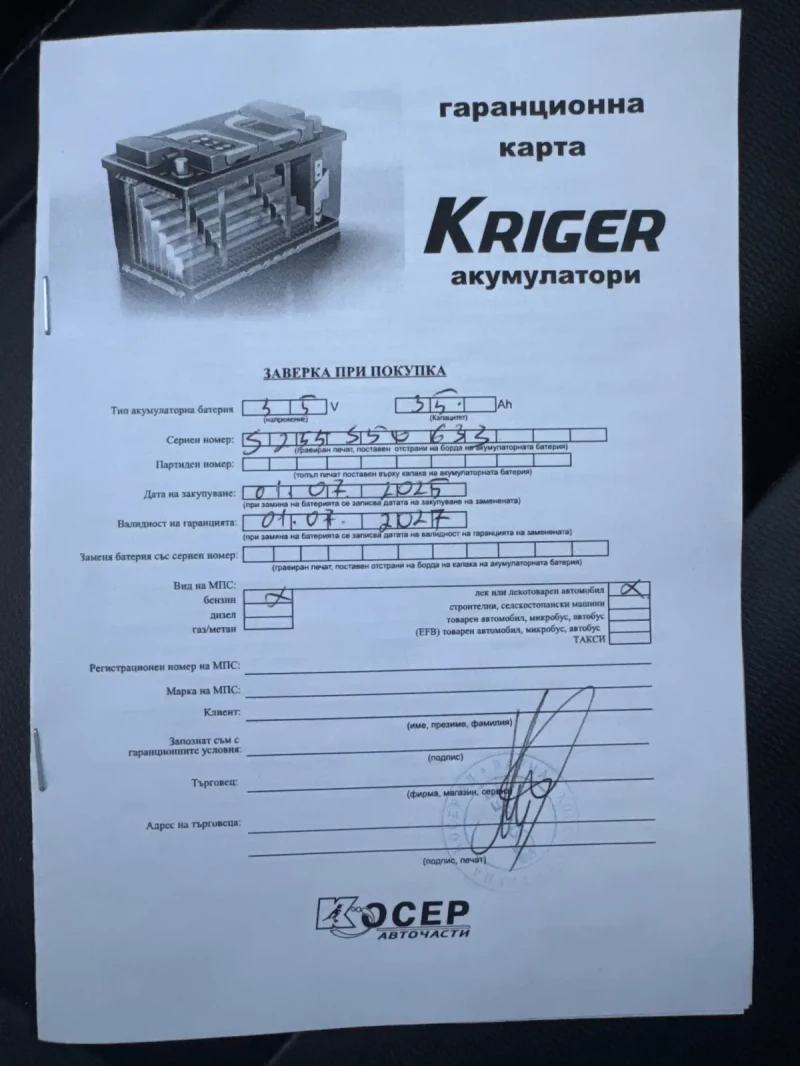 гаранционна
карта
KRIGER
акумулатори
ЗАВЕРКА ПРИ ПОКУПКА
Тип акумулаторна батерия 35 V 35. Ah
(напрежение) (Капацитет)
Сериен номер:
(гравиран печат, поставен отстрани на борда на акумулаторната батерия)
Партиден номер:
(топъл печат поставен върху капака на акумулаторната батерия)
Дата на закупуване: 01.07. 2025
(при замяна на батерията се записва датата на закупуване на заменената)
Валидност на гаранцията: 01.07. 2027
(при замяна на батерията се записва датата на валидност на гаранцията на заменената)
Заменя батерия със сериен номер:
(гравиран печат, поставен отстрани на борда на капака на акумулаторната батерия)
Вид на МПС:
бензин
дизел
газ/метан
лек или лекотоварен автомобил
строителни, селскостопански машини
товарен автомобил, микробус, автобус
(EFB) товарен автомобил, микробус, автобус
ТАКСИ
Регистрационен номер на МПС:
Марка на МПС:
Клиент:
(име, презиме, фамилия)
Запознат съм с
гаранционните условия:
(подпис)
Търговец:
(фирма, магазин, сервиз)
Адрес на търговеца:
(подпис, печат)
КОСЕР
АВТОЧАСТИ